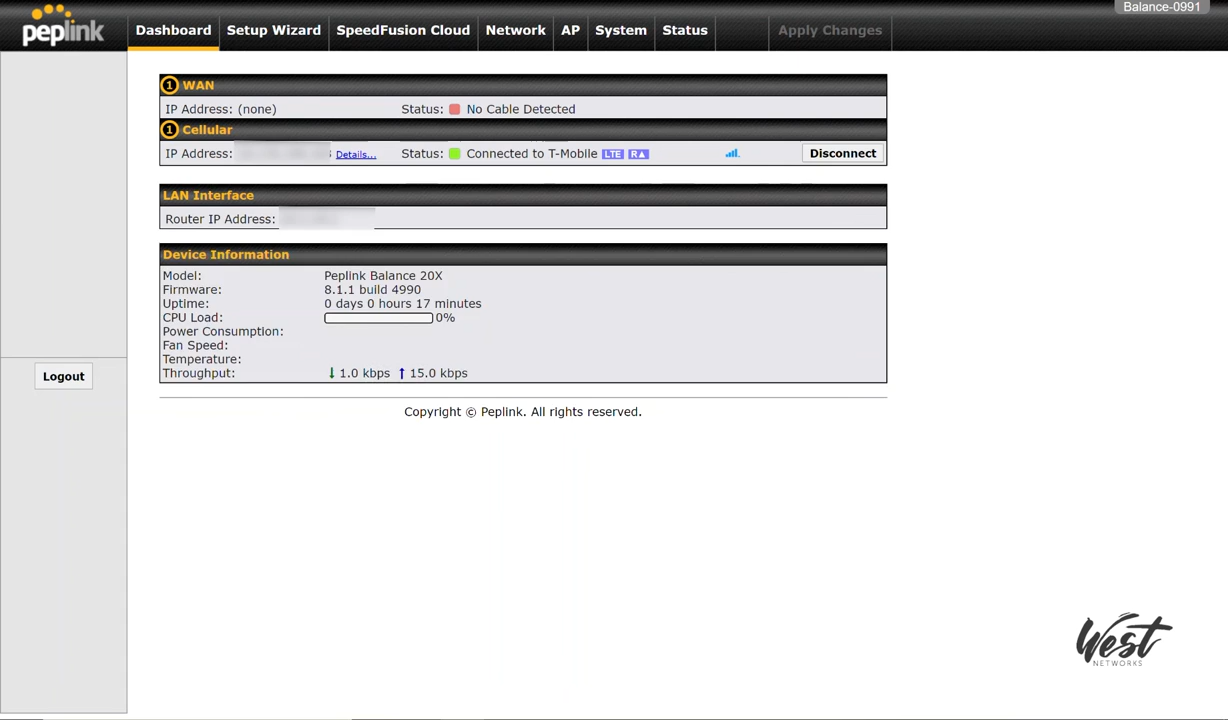 Balance-0991
peplink
Dashboard Setup Wizard SpeedFusion Cloud Network AP System Status Apply Changes
1 WAN
IP Address: (none) Status: No Cable Detected
1 Cellular
IP Address: Details... Status: Connected to T-Mobile LTE RA Disconnect
LAN Interface
Router IP Address:
Device Information
Model: Peplink Balance 20X
Firmware: 8.1.1 build 4990
Uptime: 0 days 0 hours 17 minutes
CPU Load: 0%
Power Consumption:
Fan Speed:
Temperature:
Throughput: ↓ 1.0 kbps ↑ 15.0 kbps
Logout
Copyright © Peplink. All rights reserved.
West
NETWORKS